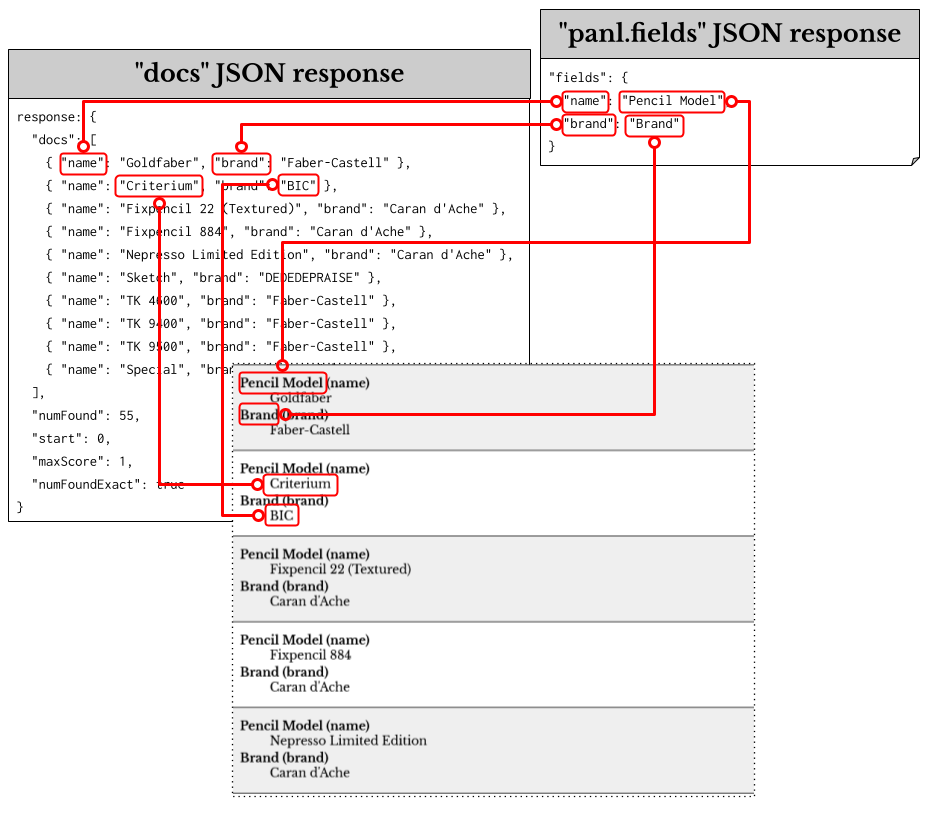 "docs" JSON response
response: {
"docs": [
{ "name": "Goldfaber", "brand": "Faber-Castell" },
{ "name": "Criterium", "brand": "BIC" },
{ "name": "Fixpencil 22 (Textured)", "brand": "Caran d'Ache" },
{ "name": "Fixpencil 884", "brand": "Caran d'Ache" },
{ "name": "Nepresso Limited Edition", "brand": "Caran d'Ache" },
{ "name": "Sketch", "brand": "DEDEDEPRAISE" },
{ "name": "TK 4600", "brand": "Faber-Castell" },
{ "name": "TK 9400", "brand": "Faber-Castell" },
{ "name": "TK 9500", "brand": "Faber-Castell" },
{ "name": "Special", "bra
],
"numFound": 55,
"start": 0,
"maxScore": 1,
"numFoundExact": true
}
"panl.fields" JSON response
"fields": {
"name": "Pencil Model"
"brand": "Brand"
}
Pencil Model (name)
Goldfaber
Brand (brand)
Faber-Castell
Pencil Model (name)
Criterium
Brand (brand)
BIC
Pencil Model (name)
Fixpencil 22 (Textured)
Brand (brand)
Caran d'Ache
Pencil Model (name)
Fixpencil 884
Brand (brand)
Caran d'Ache
Pencil Model (name)
Nepresso Limited Edition
Brand (brand)
Caran d'Ache